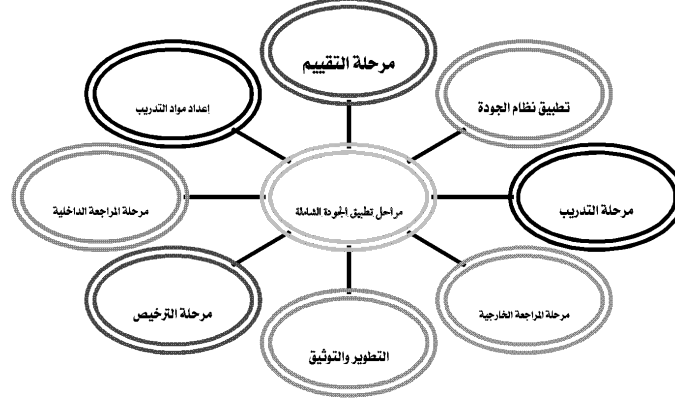 مرحلة التقييم
تطبيق نظام الجودة
إعداد مواد التدريب
مرحلة التدريب
مراحل تطبيق الجودة الشاملة
مرحلة المراجعة الداخلية
مرحلة المراجعة الخارجية
مرحلة الترخيص
التطوير والتوثيق